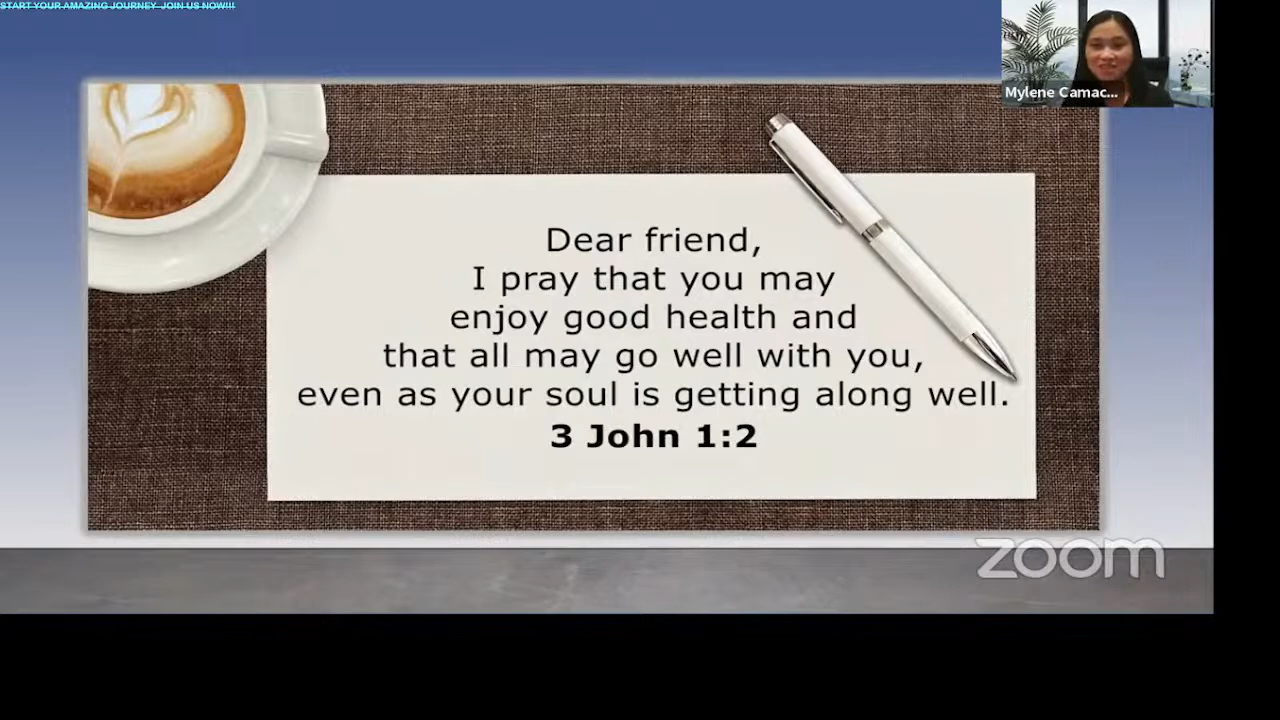 START YOUR AMAZING JOURNEY JOIN US NOW!!!
Mylene Camac...
Dear friend,
I pray that you may
enjoy good health and
that all may go well with you,
even as your soul is getting along well.
3 John 1:2
zoom